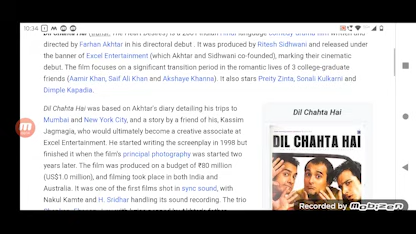 10:34
directed by Farhan Akhtar in his directorial debut . It was produced by Ritesh Sidhwani and released under
the banner of Excel Entertainment (which Akhtar and Sidhwani co-founded), marking their cinematic
debut. The film focuses on a significant transition period in the romantic lives of 3 college-graduate
friends (Aamir Khan, Saif Ali Khan and Akshaye Khanna). It also stars Preity Zinta, Sonali Kulkarni and
Dimple Kapadia.
Dil Chahta Hai was based on Akhtar's diary detailing his trips to
Mumbai and New York City, and a story by a friend of his, Kassim
Jagmagia, who would ultimately become a creative associate at
Excel Entertainment. He started writing the screenplay in 1998 but
finished it when the film's principal photography was started two
years later. The film was produced on a budget of ₹80 million
(US$1.0 million), and filming took place in both India and
Australia. It was one of the first films shot in sync sound, with
Nakul Kamte and H. Sridhar handling its sound recording. The trio
Dil Chahta Hai
DIL CHAHTA HAI
Recorded by Mobizen